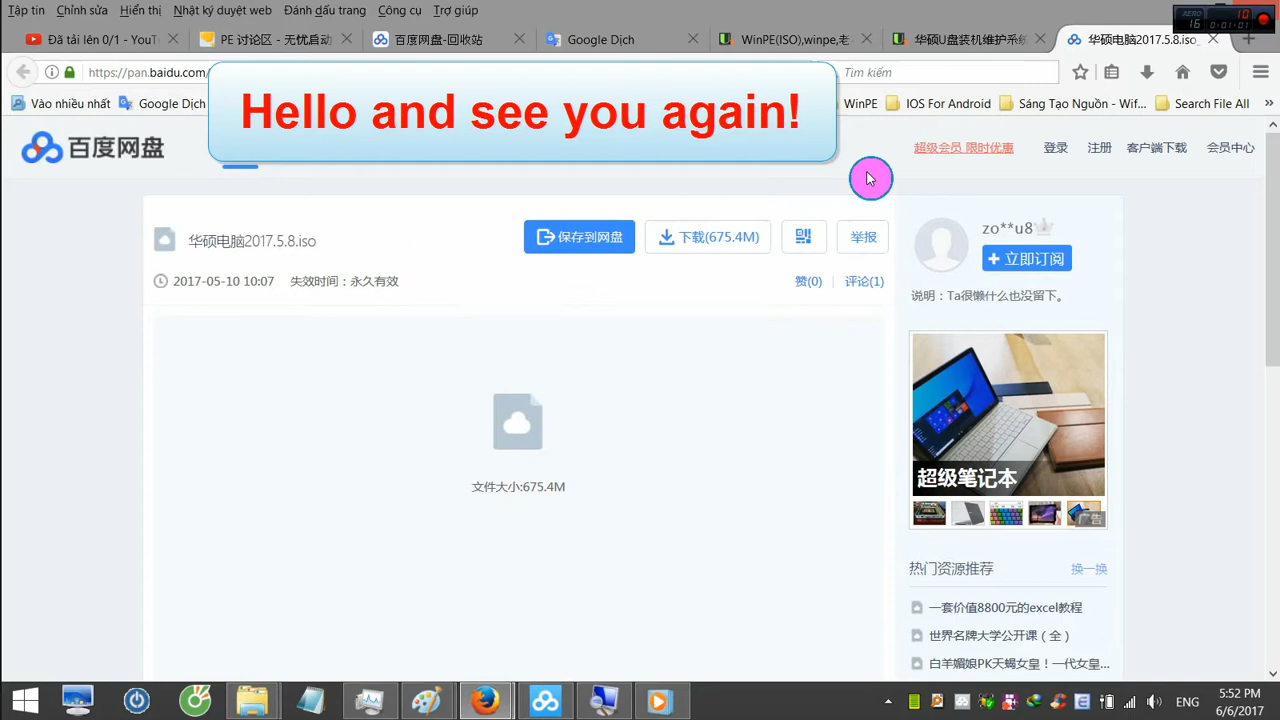 Tập tin Chỉnh sửa Hiển thị Nhật ký duyệt web Đánh dấu trang Công cụ Trợ giúp
AERO 16 10 0:01:01
Đã tải lên 0/1 - YouT
PE 讨论区 - 无忧启动
百度网盘-回收
Google Dịch
WinPE(ISO)winpe,老
华硕U盘装机维护系统
华硕电脑2017.5.8.iso_
https://pan.baidu.com
Tìm kiếm
Vào nhiều nhất
Google Dịch
WinPE
IOS For Android
Sáng Tạo Nguồn - Wif...
Search File All
Hello and see you again!
百度网盘
超级会员 限时优惠 登录 注册 客户端下载 会员中心
华硕电脑2017.5.8.iso
保存到网盘
下载(675.4M)
举报
2017-05-10 10:07 失效时间：永久有效
赞(0) 评论(1)
文件大小:675.4M
zo**u8
+ 立即订阅
说明：Ta很懒什么也没留下。
超级笔记本
广告
热门资源推荐 换一换
一套价值8800元的excel教程
世界名牌大学公开课（全）
白羊媚娘PK天蝎女皇！一代女皇...
ENG
5:52 PM
6/6/2017